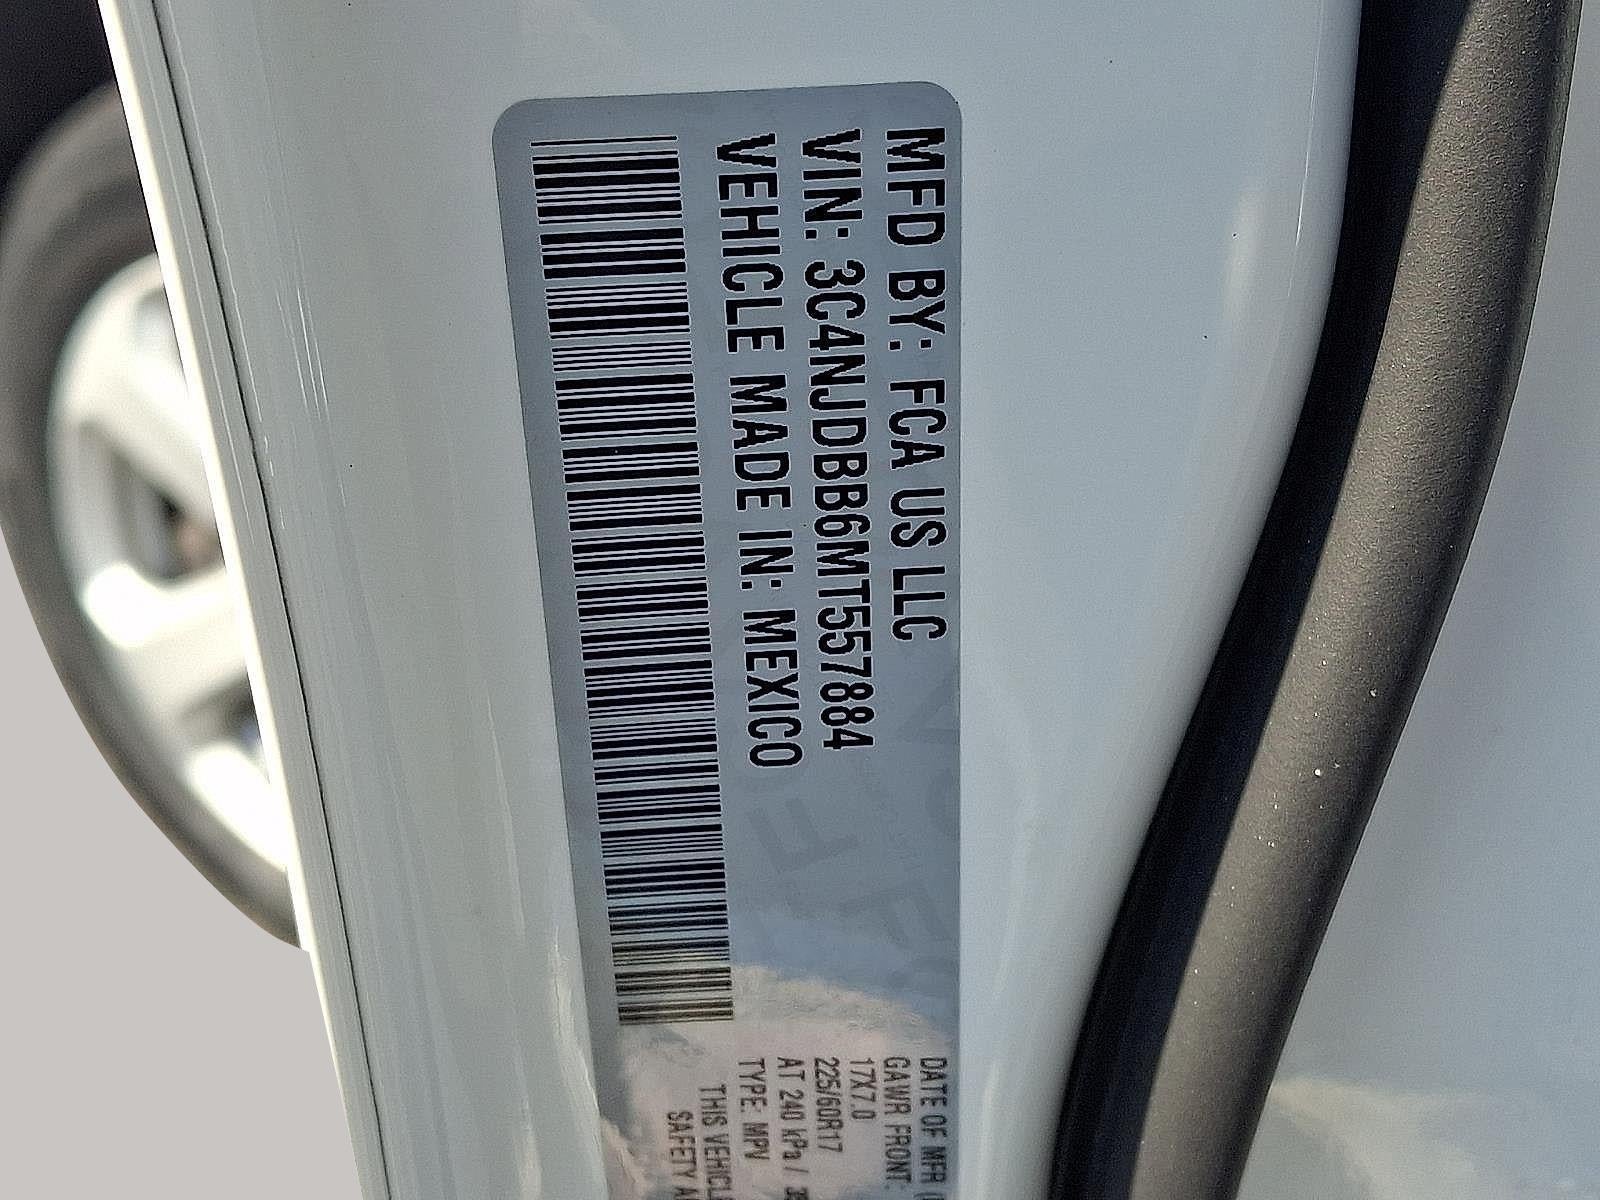 MFD BY: FCA US LLC
VIN: 3C4NJDBB6MT557884
VEHICLE MADE IN: MEXICO
DATE OF MFR
GAWR FRONT:
17X7.0
225/60R17
AT 240 kPa /
TYPE: MPV
THIS VEHICLE
SAFETY